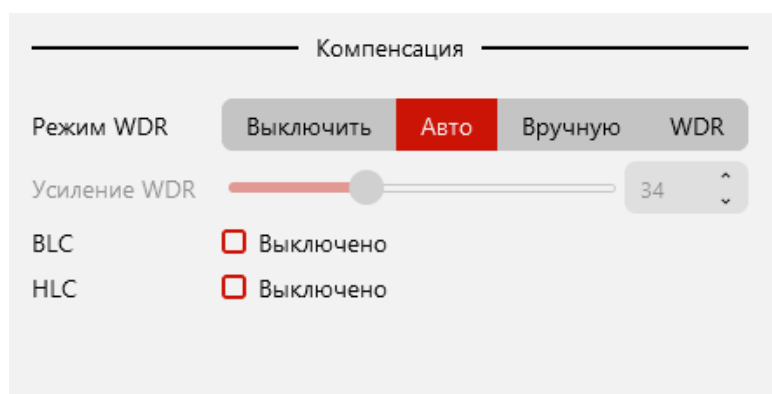 Компенсация
Режим WDR Выключить Авто Вручную WDR
Усиление WDR 34
BLC Выключено
HLC Выключено